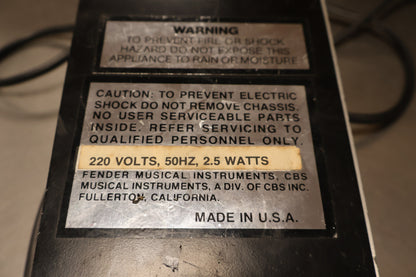 WARNING
TO PREVENT FIRE OR SHOCK
HAZARD DO NOT EXPOSE THIS
APPLIANCE TO RAIN OR MOISTURE.
CAUTION: TO PREVENT ELECTRIC
SHOCK DO NOT REMOVE CHASSIS.
NO USER SERVICEABLE PARTS
INSIDE. REFER SERVICING TO
QUALIFIED PERSONNEL ONLY.
220 VOLTS, 50HZ, 2.5 WATTS
FENDER MUSICAL INSTRUMENTS, CBS
MUSICAL INSTRUMENTS, A DIV. OF CBS INC.
FULLERTON, CALIFORNIA.
MADE IN U.S.A.